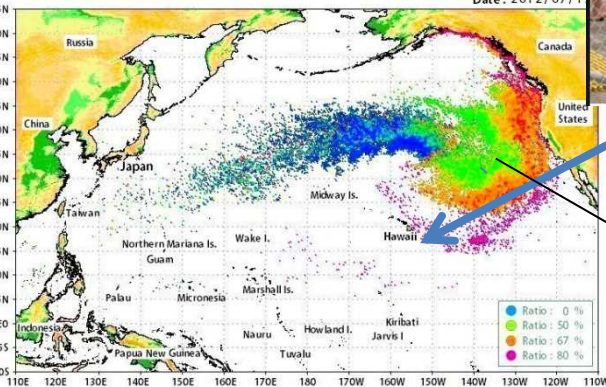 Date: 2012/07/1
Russia
Canada
China
United
States
Japan
Midway Is.
Taiwan
Hawaii
Northern Mariana Is.
Wake I.
Guam
Marshall Is.
Palau
Micronesia
Indonesia
Nauru
Howland I.
Kiribati
Jarvis I
Papua New Guinea
Tuvalu
Ratio: 0 %
Ratio: 50 %
Ratio: 67 %
Ratio: 80 %
110E 120E 130E 140E 150E 160E 170E 180 170W 160W 150W 140W 130W 120W 110